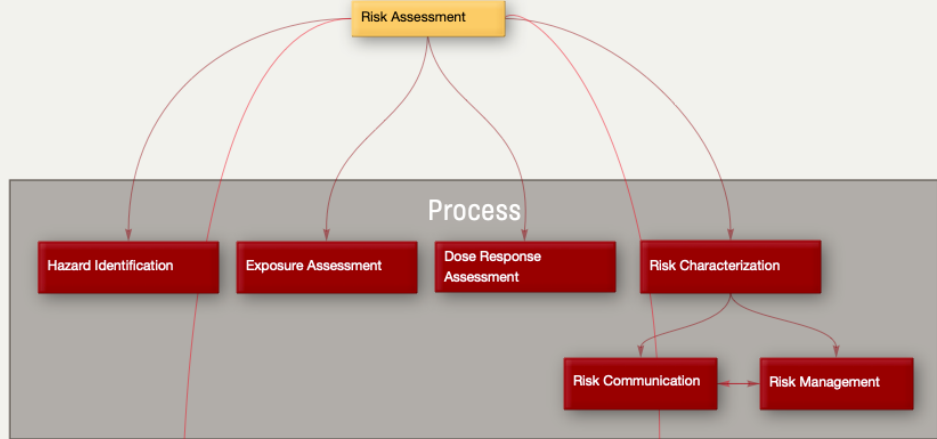 Risk Assessment
Process
Hazard Identification
Exposure Assessment
Dose Response
Assessment
Risk Characterization
Risk Communication
Risk Management